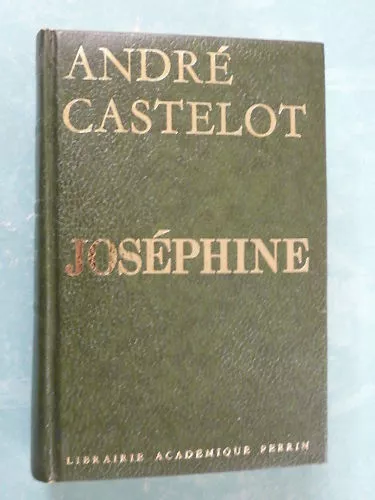 ANDRÉ
CASTELOT
JOSÉPHINE
LIBRAIRIE ACADÉMIQUE PERRIN